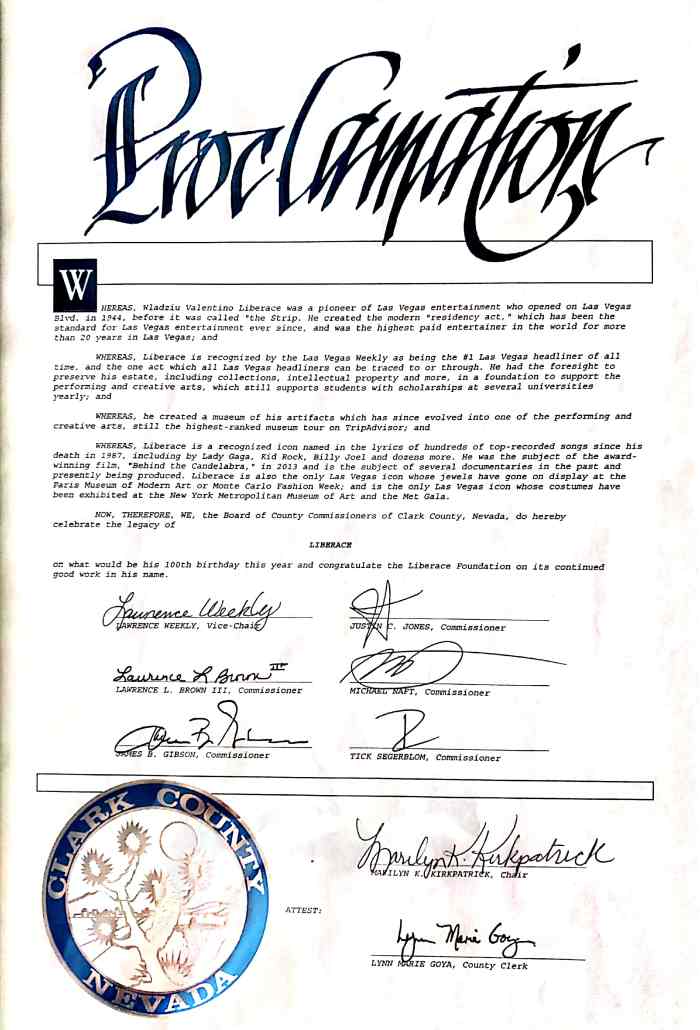 Proclamation
WHEREAS, Wladziu Valentino Liberace was a pioneer of Las Vegas entertainment who opened on Las Vegas
Blvd. in 1944, before it was called "the Strip. He created the modern "residency act," which has been the
standard for Las Vegas entertainment ever since, and was the highest paid entertainer in the world for more
than 20 years in Las Vegas; and
WHEREAS, Liberace is recognized by the Las Vegas Weekly as being the #1 Las Vegas headliner of all
time, and the one act which all Las Vegas headliners can be traced to or through. He had the foresight to
preserve his estate, including collections, intellectual property and more, in a foundation to support the
performing and creative arts, which still supports students with scholarships at several universities
yearly; and
WHEREAS, he created a museum of his artifacts which has since evolved into one of the performing and
creative arts, still the highest-ranked museum tour on TripAdvisor; and
WHEREAS, Liberace is a recognized icon named in the lyrics of hundreds of top-recorded songs since his
death in 1987, including by Lady Gaga, Kid Rock, Billy Joel and dozens more. He was the subject of the award-
winning film, "Behind the Candelabra," in 2013 and is the subject of several documentaries in the past and
presently being produced. Liberace is also the only Las Vegas icon whose jewels have gone on display at the
Paris Museum of Modern Art or Monte Carlo Fashion Week; and is the only Las Vegas icon whose costumes have
been exhibited at the New York Metropolitan Museum of Art and the Met Gala.
NOW, THEREFORE, WE, the Board of County Commissioners of Clark County, Nevada, do hereby
celebrate the legacy of
LIBERACE
on what would be his 100th birthday this year and congratulate the Liberace Foundation on its continued
good work in his name.
Lawrence Weekly
LAWRENCE WEEKLY, Vice-Chair
JUSTIN C. JONES, Commissioner
Lawrence L Brown III
LAWRENCE L. BROWN III, Commissioner
MICHAEL NAFT, Commissioner
JAMES B. GIBSON, Commissioner
TICK SEGERBLOM, Commissioner
CLARK COUNTY
NEVADA
Marilyn K. Kirkpatrick
MARILYN K. KIRKPATRICK, Chair
ATTEST:
Lynn Marie Goya
LYNN MARIE GOYA, County Clerk